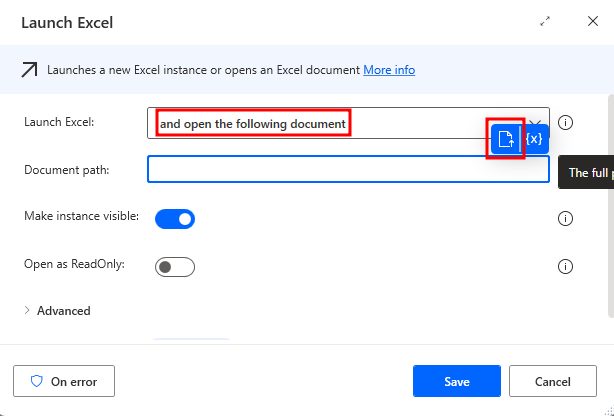 Launch Excel
Launches a new Excel instance or opens an Excel document More info
Launch Excel:
and open the following document
{x}
Document path:
The full
Make instance visible:
Open as ReadOnly:
Advanced
On error
Save
Cancel